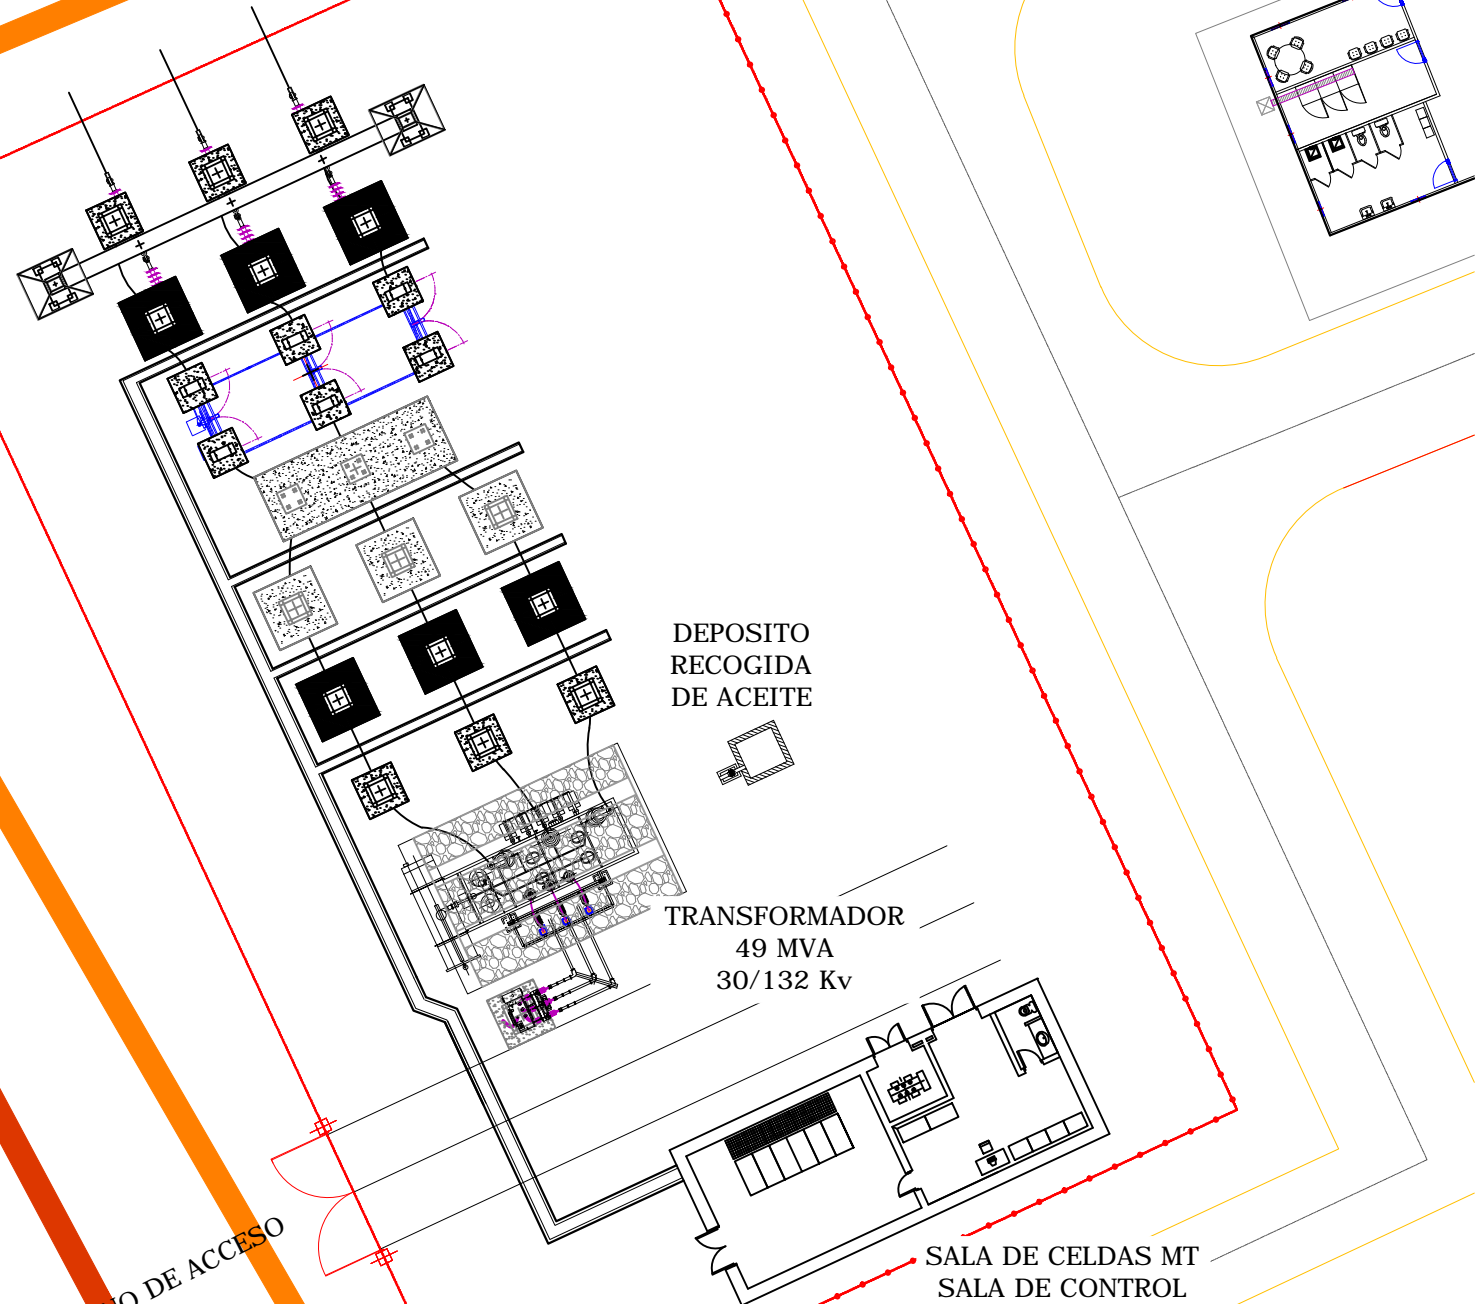 DEPOSITO
RECOGIDA
DE ACEITE
TRANSFORMADOR
49 MVA
30/132 Kv
DE ACCESO
SALA DE CELDAS MT
SALA DE CONTROL